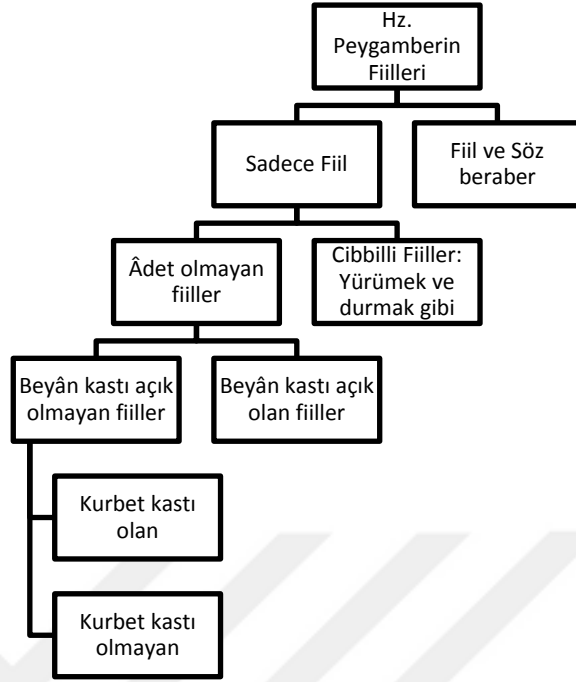 Hz.
Peygamberin
Fiilleri
Sadece Fiil
Fiil ve Söz
beraber
Âdet olmayan
fiiller
Cibbilli Fiiller:
Yürümek ve
durmak gibi
Beyân kastı açık
olmayan fiiller
Beyân kastı açık
olan fiiller
Kurbet kastı
olan
Kurbet kastı
olmayan